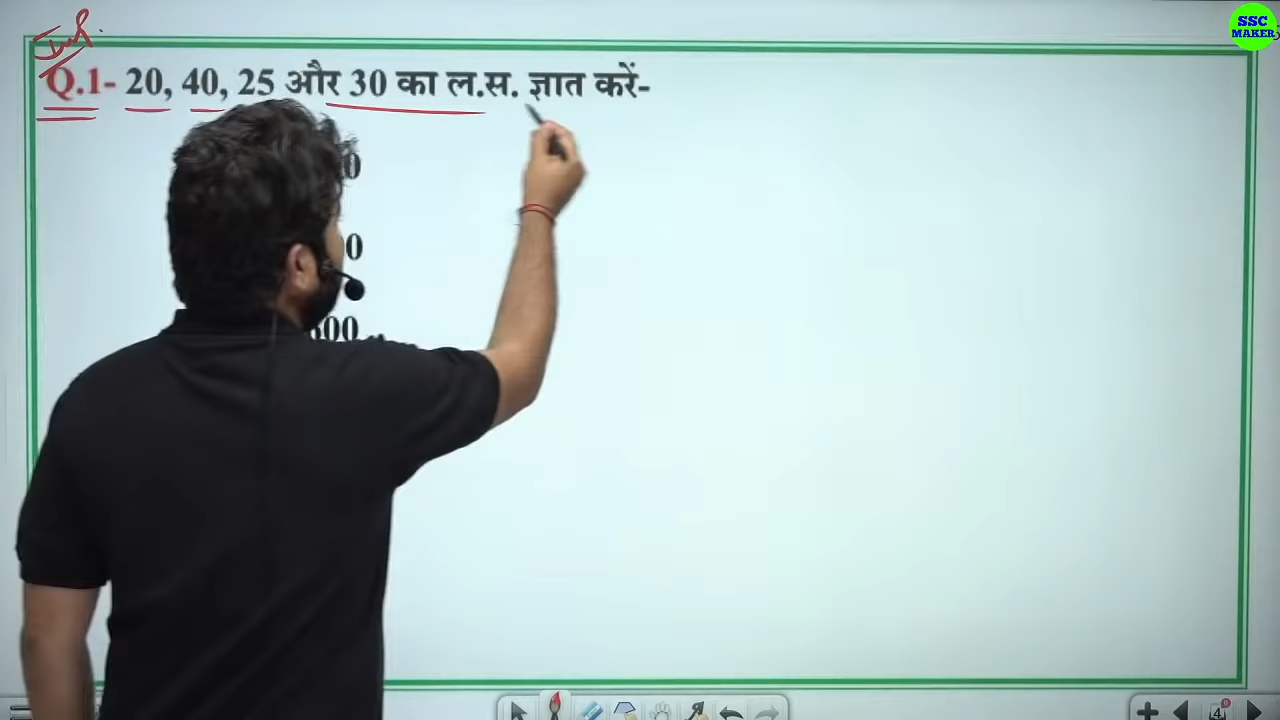 SSC
MAKER
Q.1- 20, 40, 25 और 30 का ल.स. ज्ञात करें-